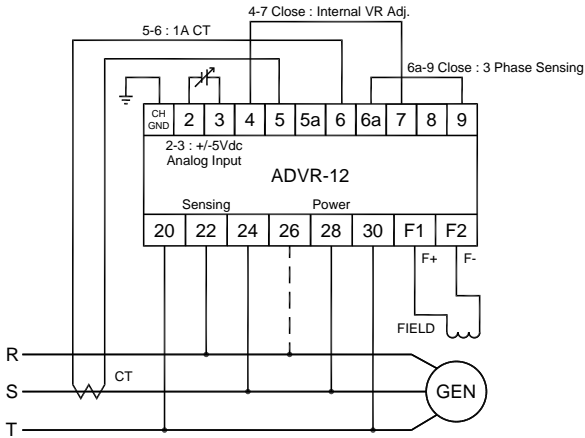 4-7 Close : Internal VR Adj.
5-6 : 1A CT
6a-9 Close : 3 Phase Sensing
CH GND 2 3 4 5 5a 6 6a 7 8 9
2-3 : +/-5Vdc
Analog Input
ADVR-12
Sensing Power
20 22 24 26 28 30 F1 F2
F+ F-
FIELD
R
CT
S GEN
T